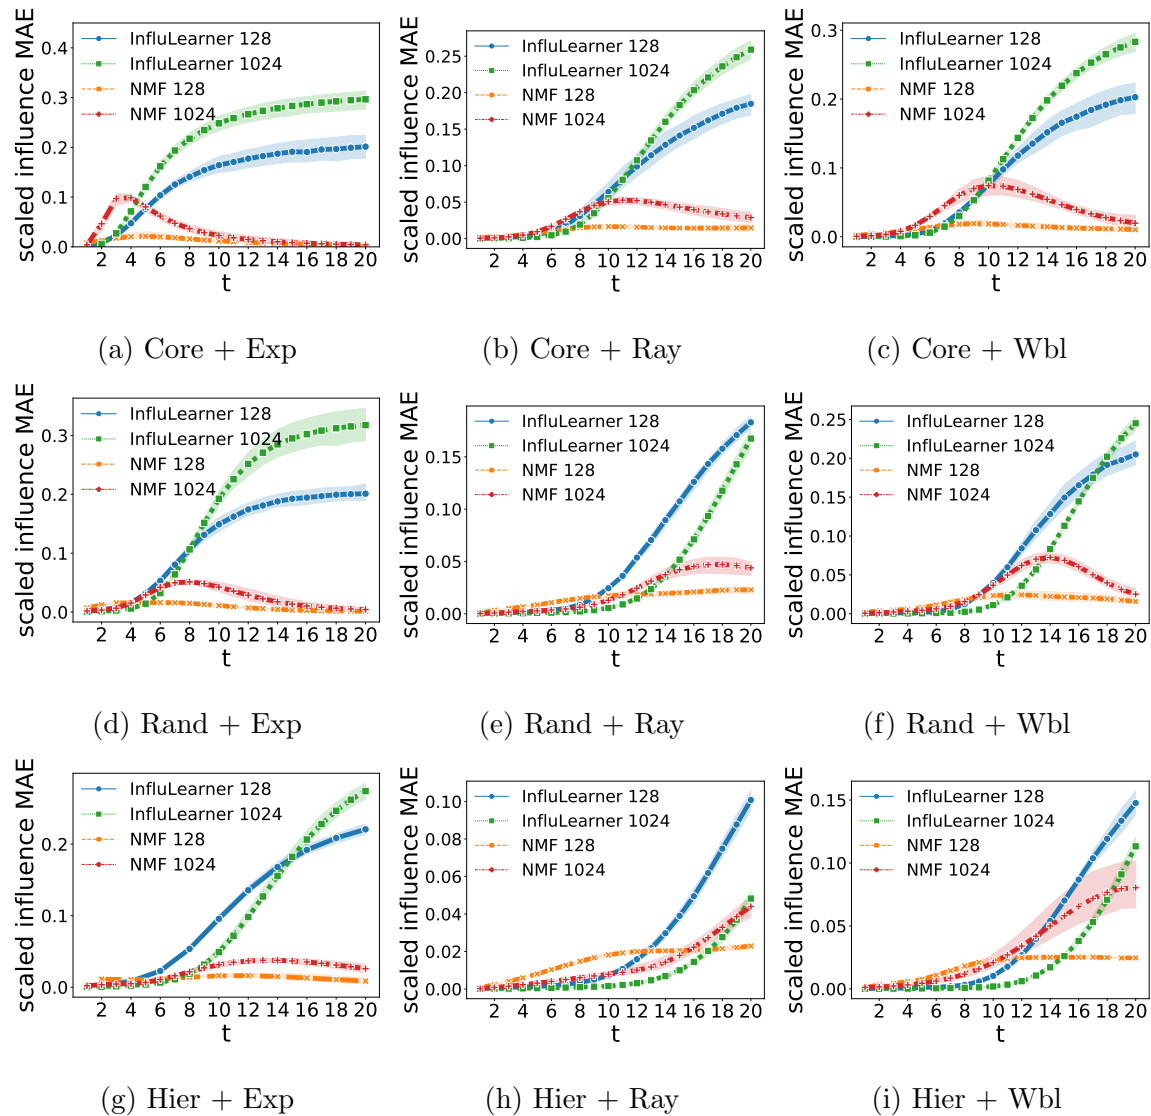 scaled influence MAE
0.4
0.3
0.2
0.1
0.0
InfluLearner 128
InfluLearner 1024
NMF 128
NMF 1024
2 4 6 8 10 12 14 16 18 20
t
(a) Core + Exp
scaled influence MAE
0.25
0.20
0.15
0.10
0.05
0.00
InfluLearner 128
InfluLearner 1024
NMF 128
NMF 1024
2 4 6 8 10 12 14 16 18 20
t
(b) Core + Ray
scaled influence MAE
0.3
0.2
0.1
0.0
InfluLearner 128
InfluLearner 1024
NMF 128
NMF 1024
2 4 6 8 10 12 14 16 18 20
t
(c) Core + Wbl
scaled influence MAE
0.3
0.2
0.1
0.0
InfluLearner 128
InfluLearner 1024
NMF 128
NMF 1024
2 4 6 8 10 12 14 16 18 20
t
(d) Rand + Exp
scaled influence MAE
0.15
0.10
0.05
0.00
InfluLearner 128
InfluLearner 1024
NMF 128
NMF 1024
2 4 6 8 10 12 14 16 18 20
t
(e) Rand + Ray
scaled influence MAE
0.25
0.20
0.15
0.10
0.05
0.00
InfluLearner 128
InfluLearner 1024
NMF 128
NMF 1024
2 4 6 8 10 12 14 16 18 20
t
(f) Rand + Wbl
scaled influence MAE
0.2
0.1
0.0
InfluLearner 128
InfluLearner 1024
NMF 128
NMF 1024
2 4 6 8 10 12 14 16 18 20
t
(g) Hier + Exp
scaled influence MAE
0.10
0.08
0.06
0.04
0.02
0.00
InfluLearner 128
InfluLearner 1024
NMF 128
NMF 1024
2 4 6 8 10 12 14 16 18 20
t
(h) Hier + Ray
scaled influence MAE
0.15
0.10
0.05
0.00
InfluLearner 128
InfluLearner 1024
NMF 128
NMF 1024
2 4 6 8 10 12 14 16 18 20
t
(i) Hier + Wbl